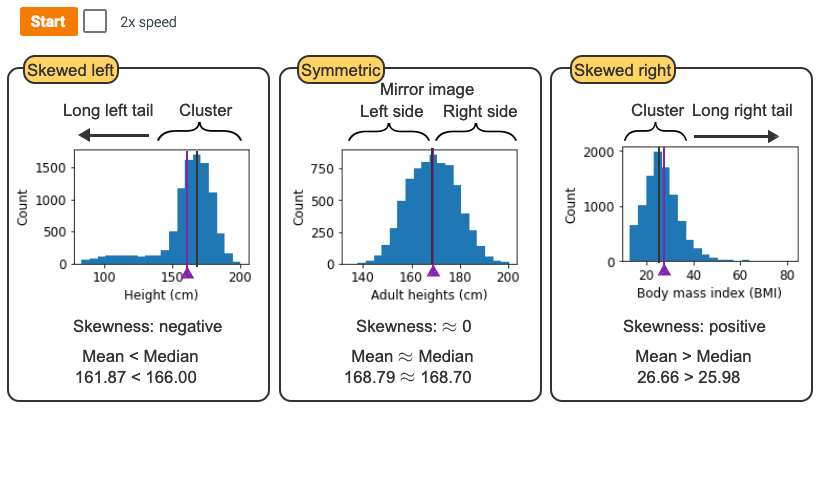 Start
2x speed
Skewed left
Long left tail
Cluster
1500
1000
500
0
Count
100
150
200
Height (cm)
Skewness: negative
Mean < Median
161.87 < 166.00
Symmetric
Mirror image
Left side
Right side
750
500
250
0
Count
140
160
180
200
Adult heights (cm)
Skewness: ≈ 0
Mean ≈ Median
168.79 ≈ 168.70
Skewed right
Cluster
Long right tail
2000
1000
0
Count
20
40
60
80
Body mass index (BMI)
Skewness: positive
Mean > Median
26.66 > 25.98